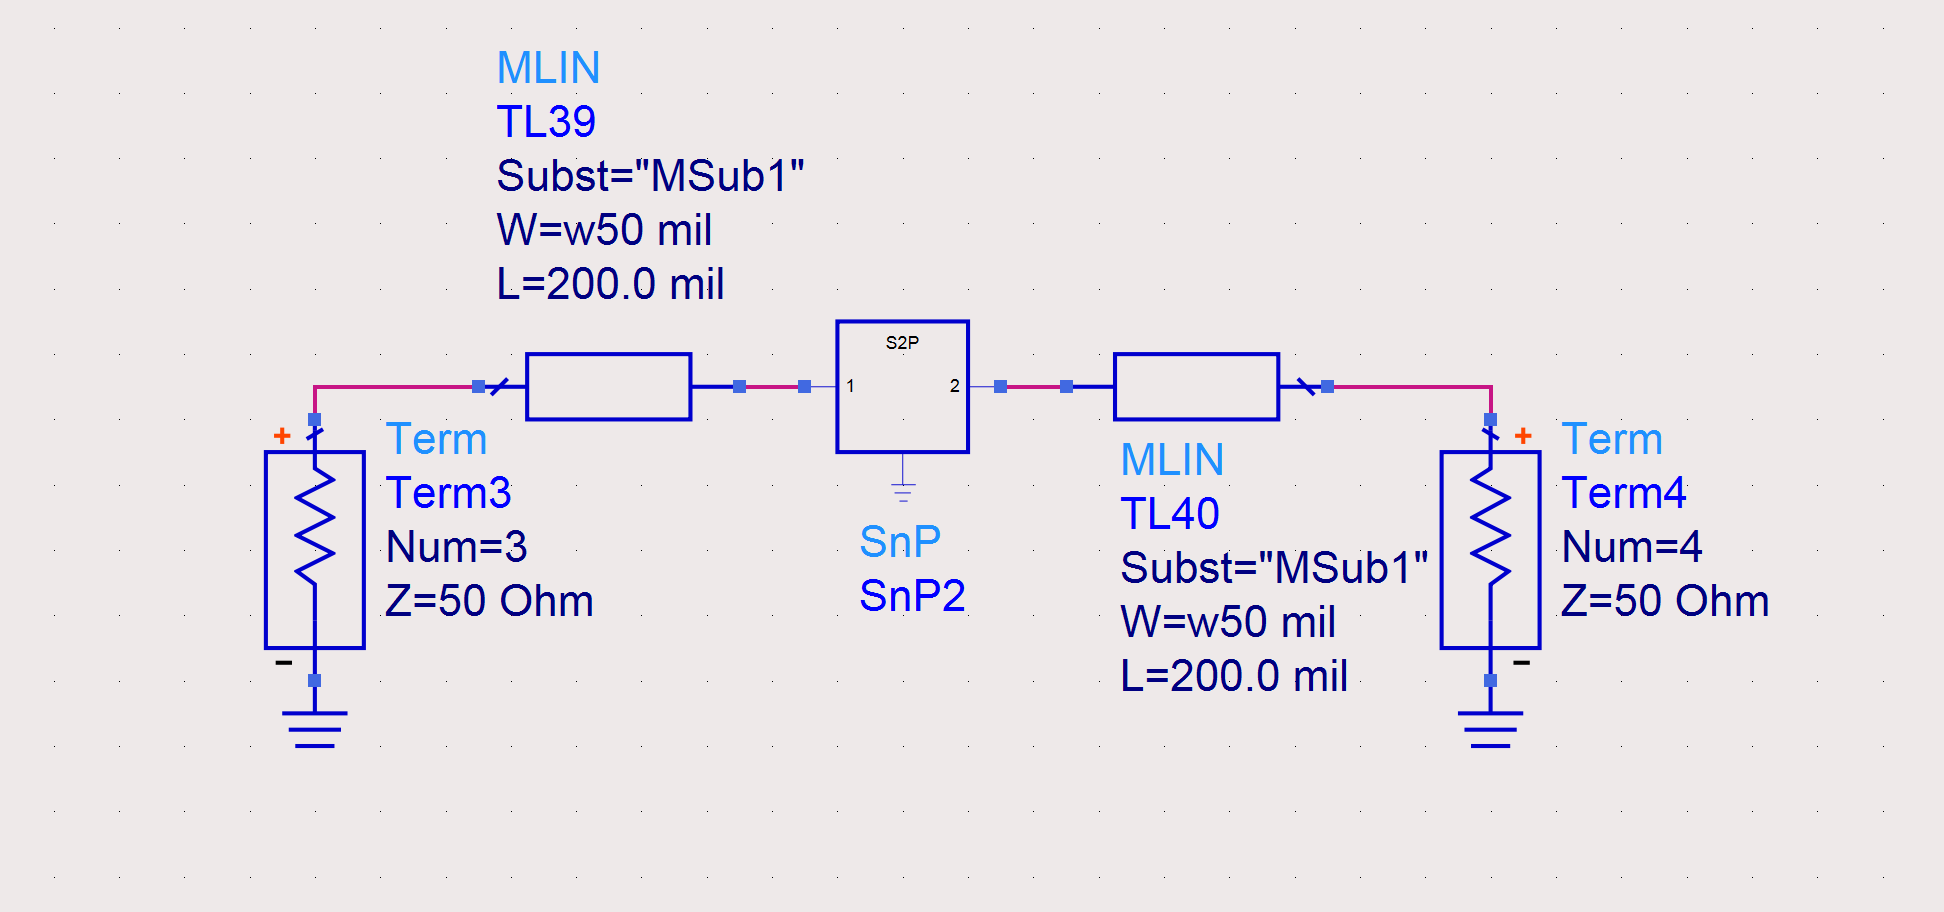 MLIN
TL39
Subst="MSub1"
W=w50 mil
L=200.0 mil
S2P
1
2
+
Term
Term3
Num=3
Z=50 Ohm
-
SnP
SnP2
MLIN
TL40
Subst="MSub1"
W=w50 mil
L=200.0 mil
+
Term
Term4
Num=4
Z=50 Ohm
-